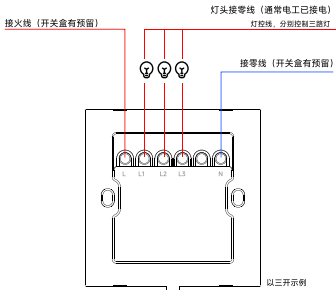 灯头接零线（通常电工已接电）
接火线（开关盒有预留）
灯控线，分别控制三路灯
接零线（开关盒有预留）
L L1 L2 L3 N
以三开示例